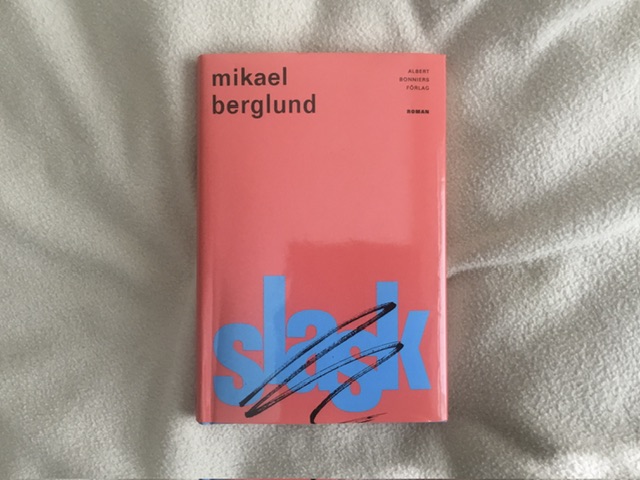 mikael
berglund
ALBERT
BONNIERS
FÖRLAG
ROMAN
slask